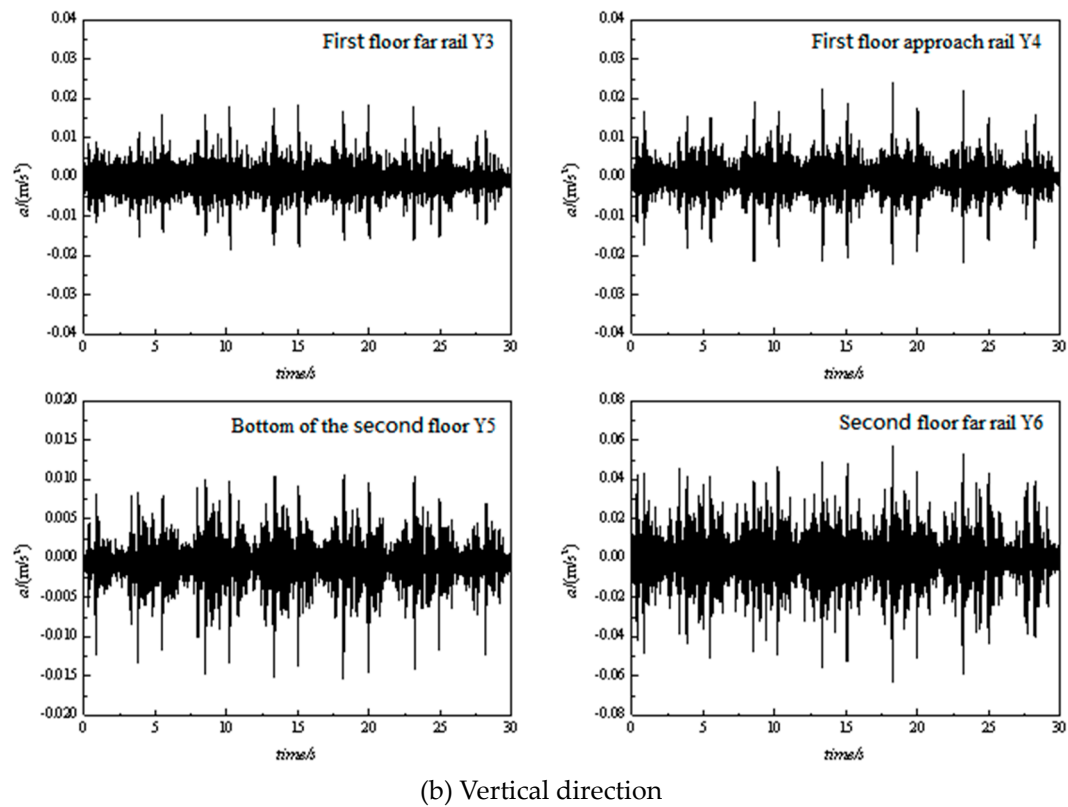 First floor far rail Y3
a/(m/s²)
0.04
0.03
0.02
0.01
0.00
-0.01
-0.02
-0.03
-0.04
0 5 10 15 20 25 30
time/s
First floor approach rail Y4
a/(m/s²)
0.04
0.03
0.02
0.01
0.00
-0.01
-0.02
-0.03
-0.04
0 5 10 15 20 25 30
time/s
Bottom of the second floor Y5
a/(m/s²)
0.020
0.015
0.010
0.005
0.000
-0.005
-0.010
-0.015
-0.020
0 5 10 15 20 25 30
time/s
Second floor far rail Y6
a/(m/s²)
0.08
0.06
0.04
0.02
0.00
-0.02
-0.04
-0.06
-0.08
0 5 10 15 20 25 30
time/s
(b) Vertical direction